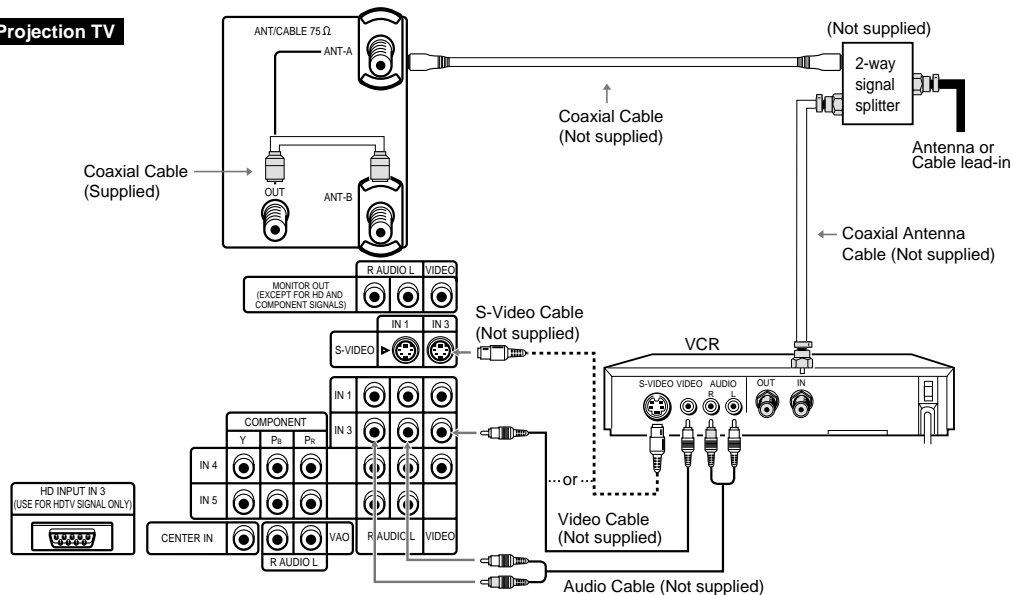 Projection TV
ANT/CABLE 75 Ω
ANT-A
(Not supplied)
2-way
signal
splitter
Coaxial Cable
(Not supplied)
Antenna or
Cable lead-in
Coaxial Cable
(Supplied)
OUT
ANT-B
Coaxial Antenna
Cable (Not supplied)
R AUDIO L
VIDEO
MONITOR OUT
(EXCEPT FOR HD AND
COMPONENT SIGNALS)
IN 1
IN 3
S-VIDEO
S-Video Cable
(Not supplied)
VCR
S-VIDEO VIDEO AUDIO
R L
OUT
IN
IN 1
IN 3
COMPONENT
Y PB PR
IN 4
IN 5
or
HD INPUT IN 3
(USE FOR HDTV SIGNAL ONLY)
Video Cable
(Not supplied)
CENTER IN
VAO
R AUDIO L
VIDEO
R AUDIO L
Audio Cable (Not supplied)